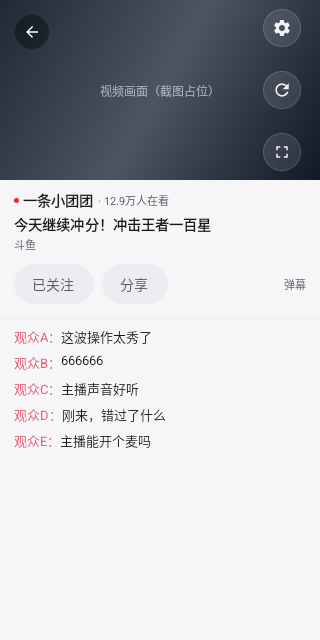 视频画面（截图占位）
一条小团团 · 12.9万人在看
今天继续冲分！冲击王者一百星
斗鱼
已关注 分享 弹幕
观众A：这波操作太秀了
观众B：666666
观众C：主播声音好听
观众D：刚来，错过了什么
观众E：主播能开个麦吗